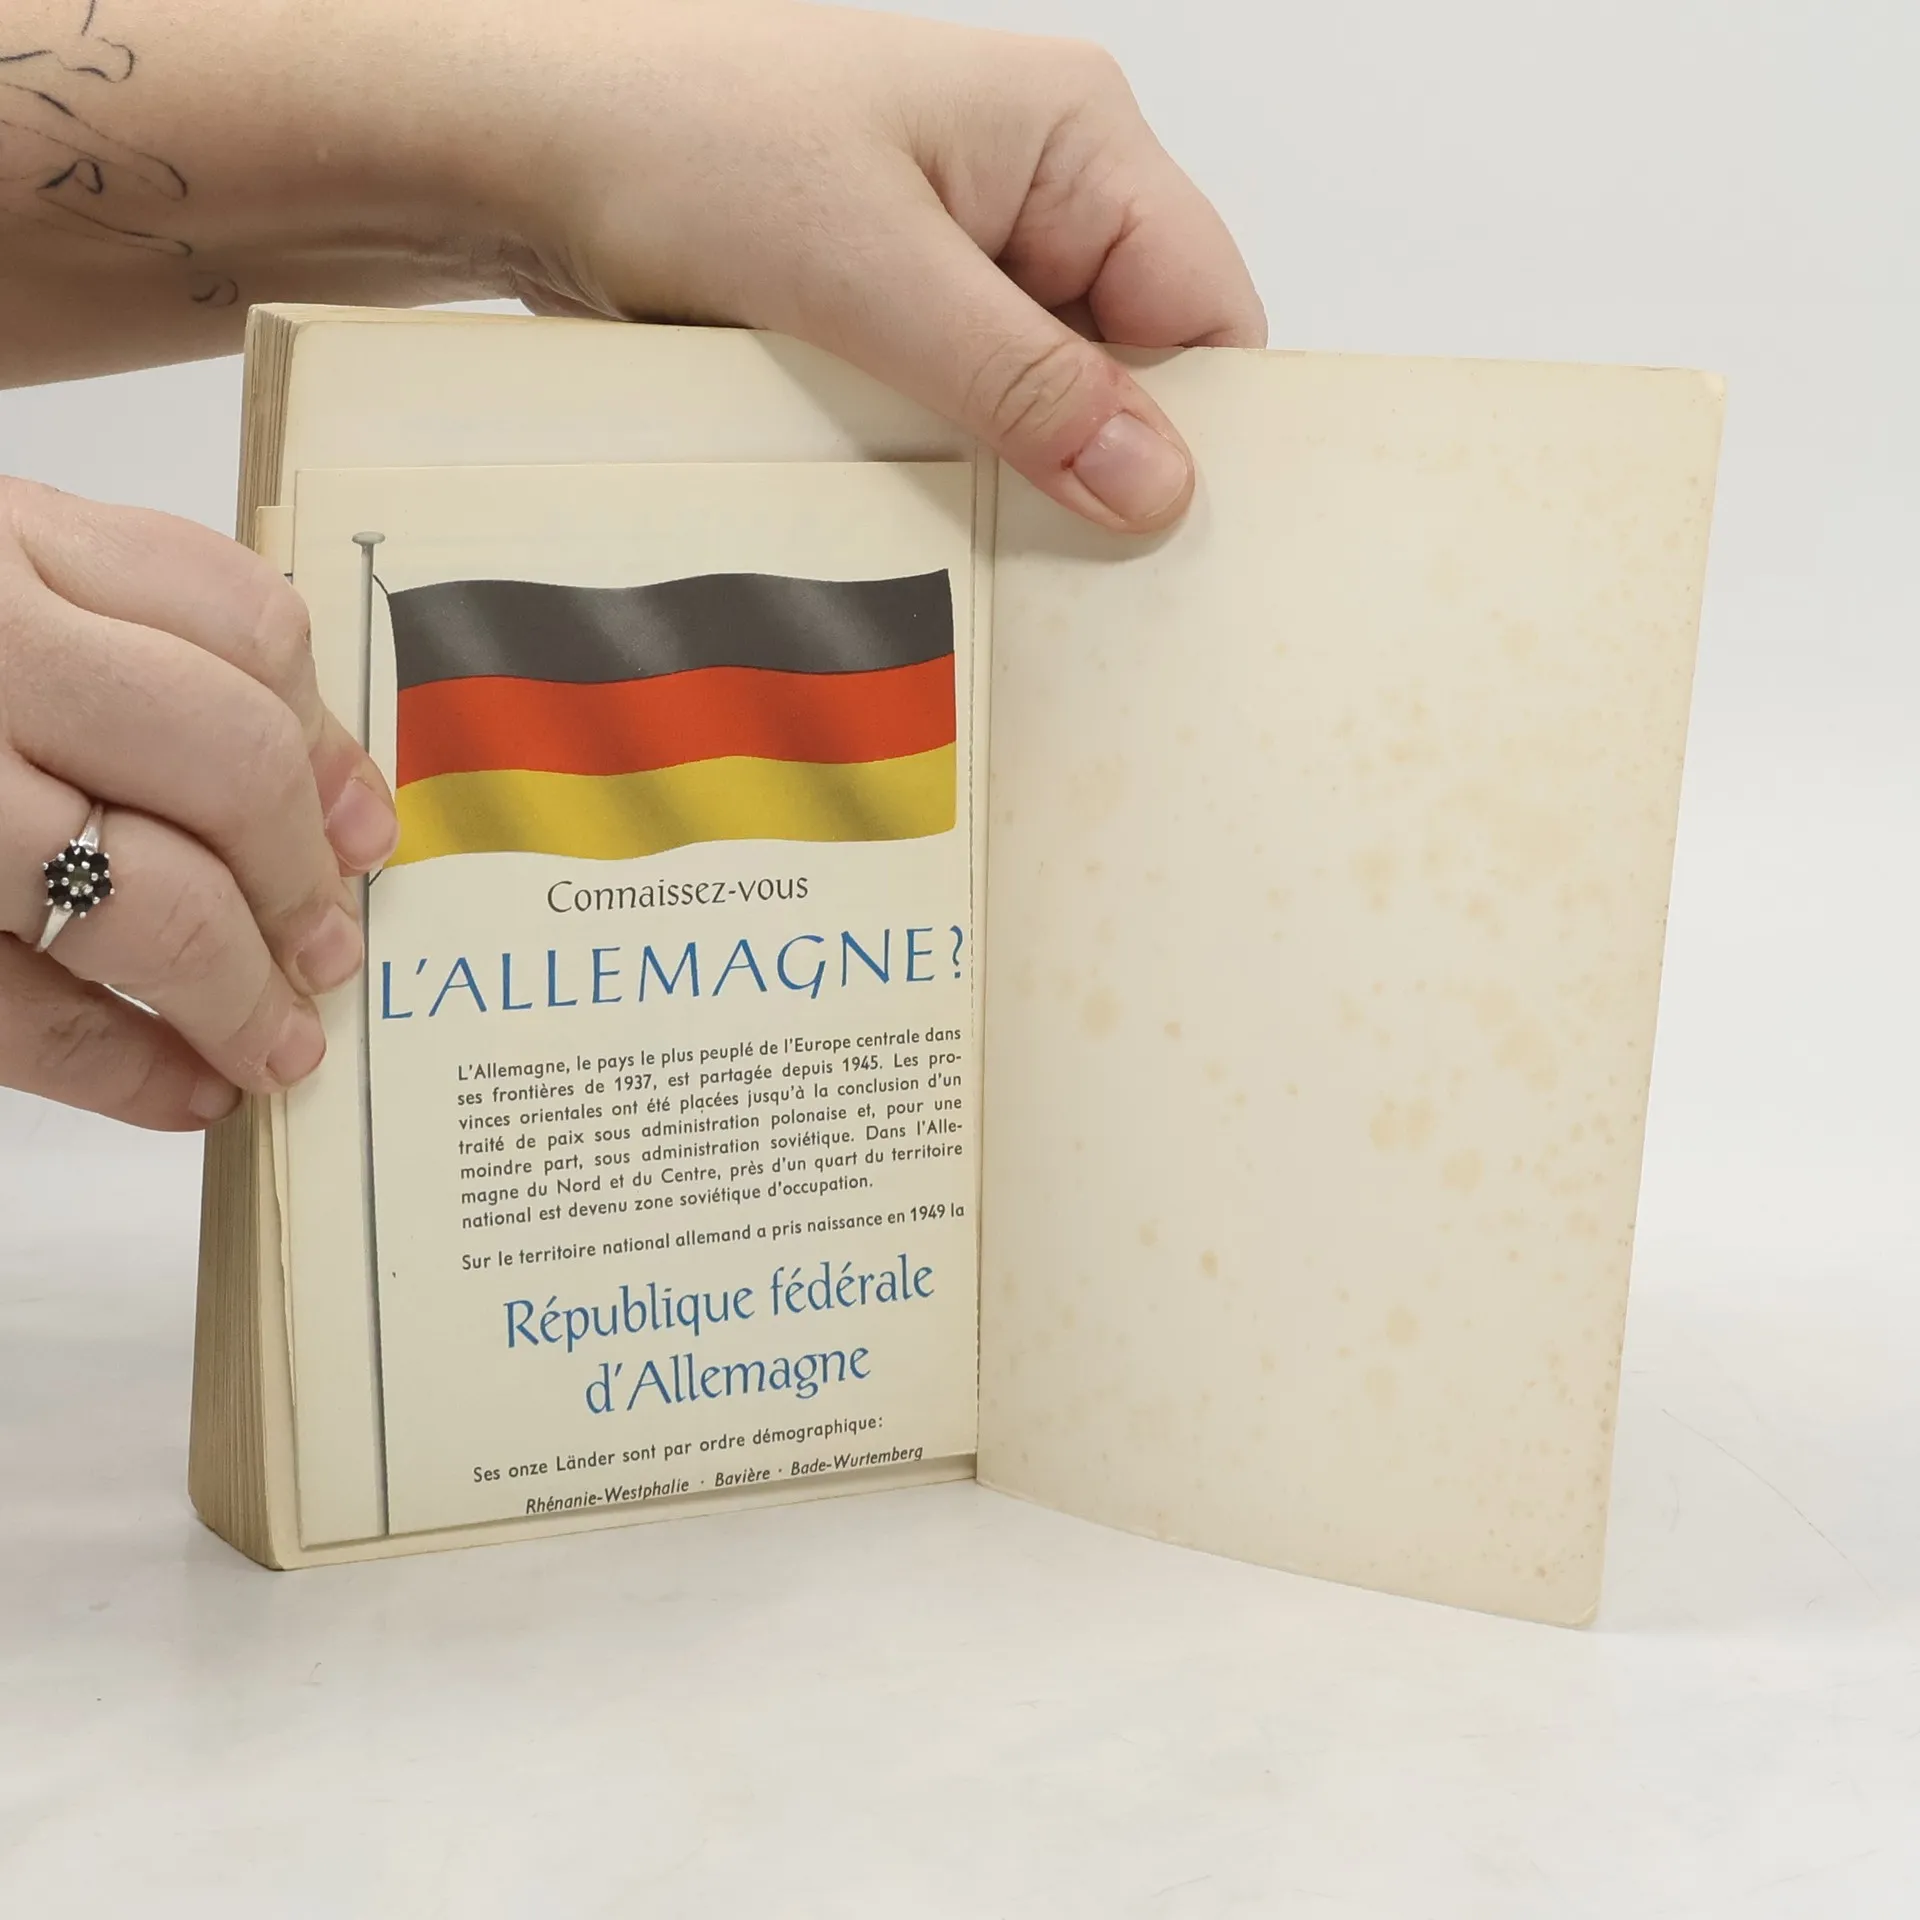 Connaissez-vous
L'ALLEMAGNE?
L'Allemagne, le pays le plus peuplé de l'Europe centrale dans
ses frontières de 1937, est partagée depuis 1945. Les pro-
vinces orientales ont été placées jusqu'à la conclusion d'un
traité de paix sous administration polonaise et, pour une
moindre part, sous administration soviétique. Dans l'Alle-
magne du Nord et du Centre, près d'un quart du territoire
national est devenu zone soviétique d'occupation.
Sur le territoire national allemand a pris naissance en 1949 la
République fédérale
d'Allemagne
Ses onze Länder sont par ordre démographique:
Rhénanie-Westphalie · Bavière · Bade-Wurtemberg